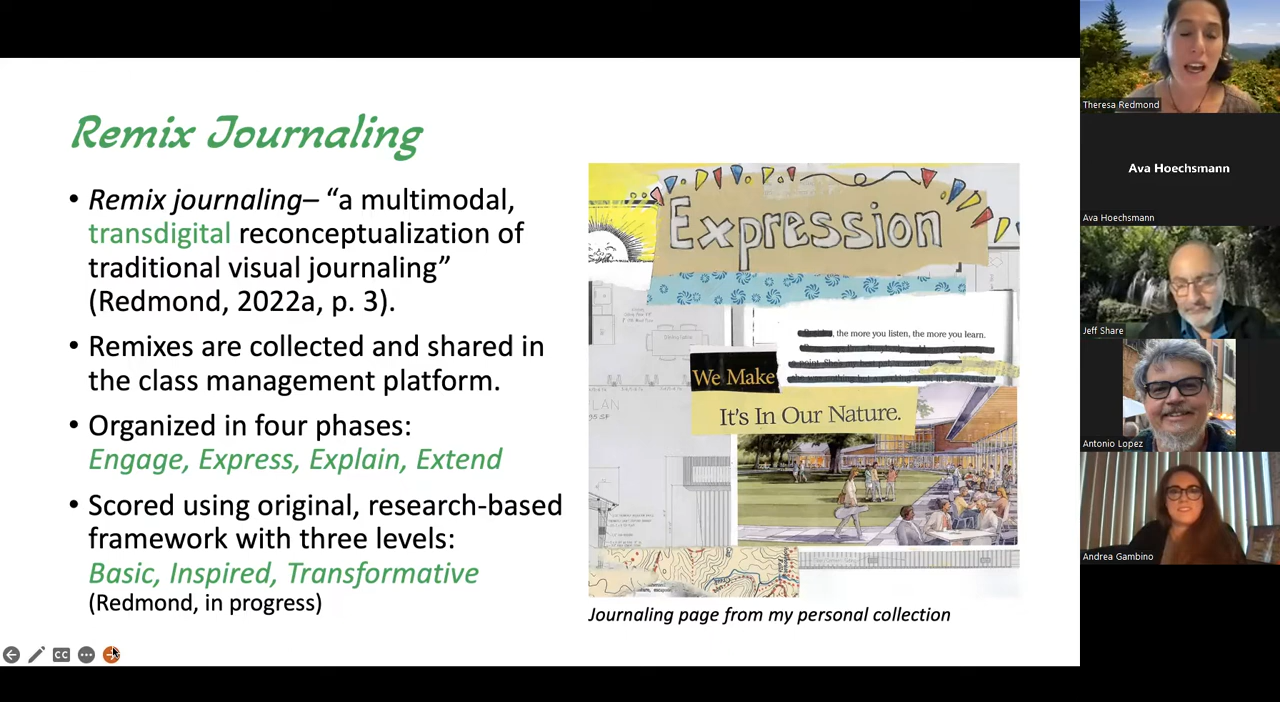 Remix Journaling
• Remix journaling– “a multimodal,
transdigital reconceptualization of
traditional visual journaling”
(Redmond, 2022a, p. 3).
• Remixes are collected and shared in
the class management platform.
• Organized in four phases:
Engage, Express, Explain, Extend
• Scored using original, research-based
framework with three levels:
Basic, Inspired, Transformative
(Redmond, in progress)
Expression
, the more you listen, the more you learn.
We Make
It's In Our Nature.
Journaling page from my personal collection
CC
Theresa Redmond
Ava Hoechsmann
Ava Hoechsmann
Jeff Share
Antonio Lopez
Andrea Gambino